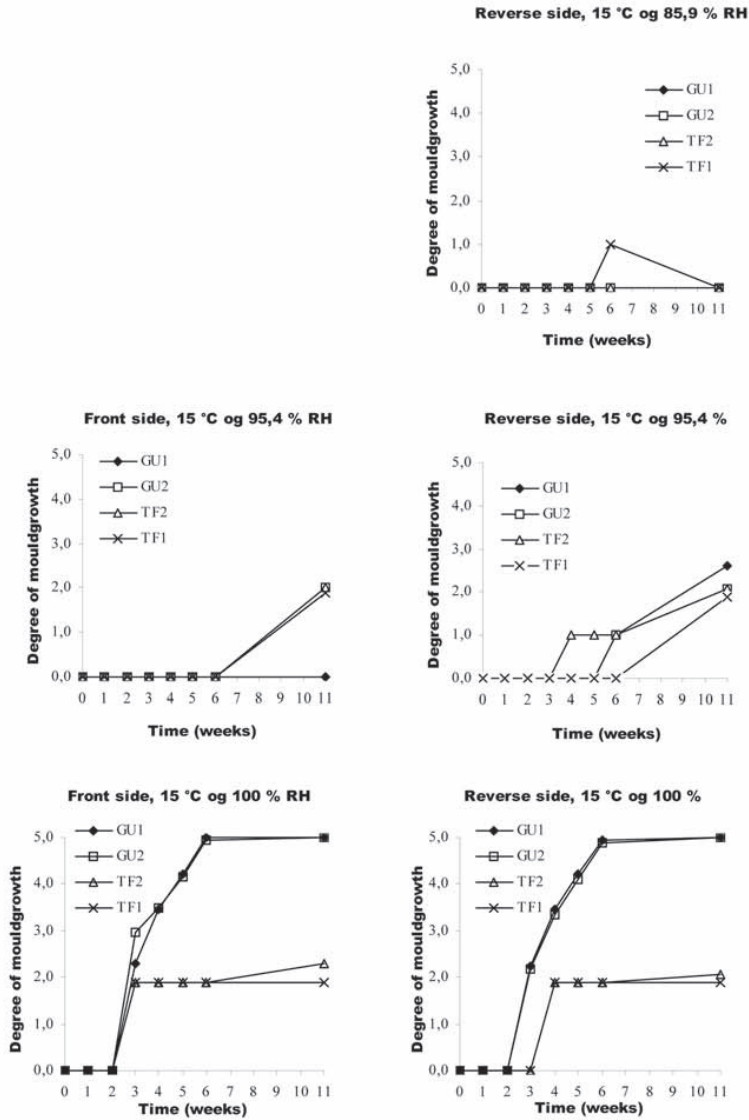 Reverse side, 15 °C og 85,9 % RH
5,0
4,0
3,0
2,0
1,0
0,0
Degree of mouldgrowth
GU1
GU2
TF2
TF1
0 1 2 3 4 5 6 7 8 9 10 11
Time (weeks)
Front side, 15 °C og 95,4 % RH
5,0
4,0
3,0
2,0
1,0
0,0
Degree of mouldgrowth
GU1
GU2
TF2
TF1
0 1 2 3 4 5 6 7 8 9 10 11
Time (weeks)
Reverse side, 15 °C og 95,4 %
5,0
4,0
3,0
2,0
1,0
0,0
Degree of mouldgrowth
GU1
GU2
TF2
TF1
0 1 2 3 4 5 6 7 8 9 10 11
Time (weeks)
Front side, 15 °C og 100 % RH
5,0
4,0
3,0
2,0
1,0
0,0
Degree of mouldgrowth
GU1
GU2
TF2
TF1
0 1 2 3 4 5 6 7 8 9 10 11
Time (weeks)
Reverse side, 15 °C og 100 %
5,0
4,0
3,0
2,0
1,0
0,0
Degree of mouldgrowth
GU1
GU2
TF2
TF1
0 1 2 3 4 5 6 7 8 9 10 11
Time (weeks)